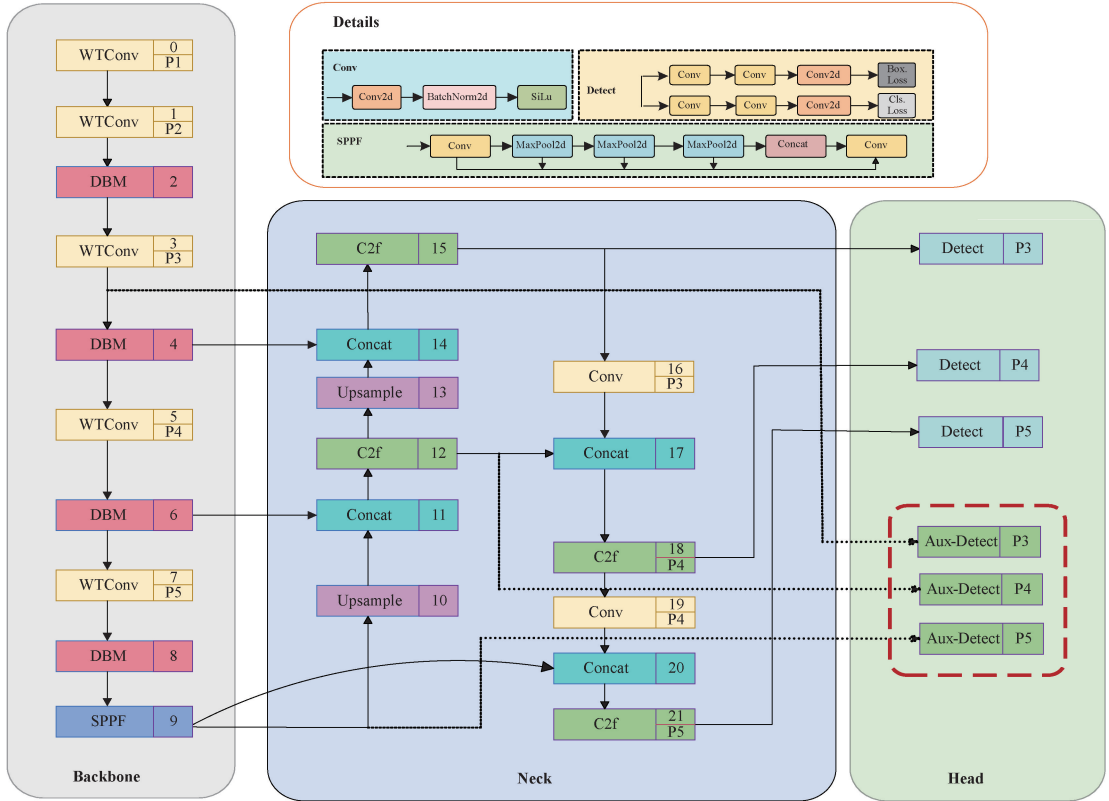 Details
Conv
Conv2d BatchNorm2d SiLu
Detect
Conv Conv Conv2d Box. Loss
Conv Conv Conv2d Cls. Loss
SPPF
Conv MaxPool2d MaxPool2d MaxPool2d Concat Conv
WTConv 0 P1
WTConv 1 P2
DBM 2
WTConv 3 P3
DBM 4
WTConv 5 P4
DBM 6
WTConv 7 P5
DBM 8
SPPF 9
Backbone
C2f 15
Concat 14
Upsample 13
C2f 12
Concat 11
Upsample 10
Conv 16 P3
Concat 17
C2f 18 P4
Conv 19 P4
Concat 20
C2f 21 P5
Neck
Detect P3
Detect P4
Detect P5
Aux-Detect P3
Aux-Detect P4
Aux-Detect P5
Head